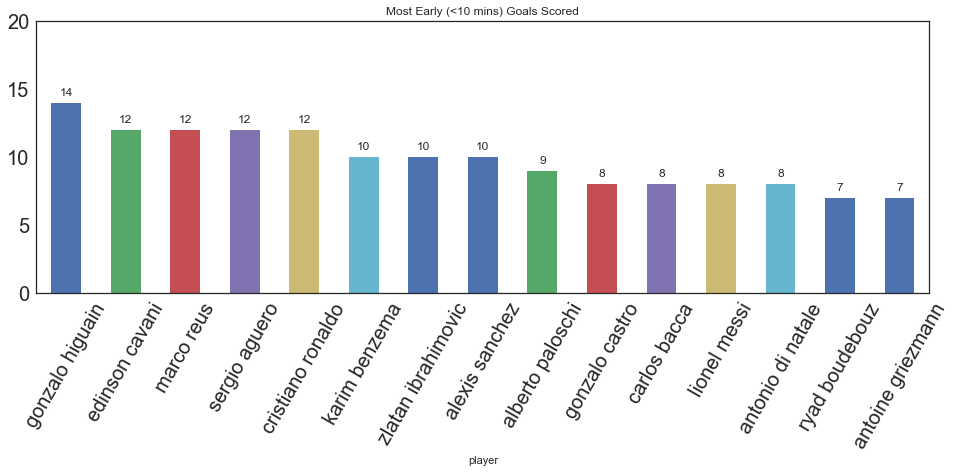 Most Early (<10 mins) Goals Scored
20
15
10
5
0
14
12
12
12
12
10
10
10
9
8
8
8
8
7
7
gonzalo higuain
edinson cavani
marco reus
sergio aguero
cristiano ronaldo
karim benzema
zlatan ibrahimovic
alexis sanchez
alberto paloschi
gonzalo castro
carlos bacca
lionel messi
antonio di natale
ryad boudebouz
antoine griezmann
player